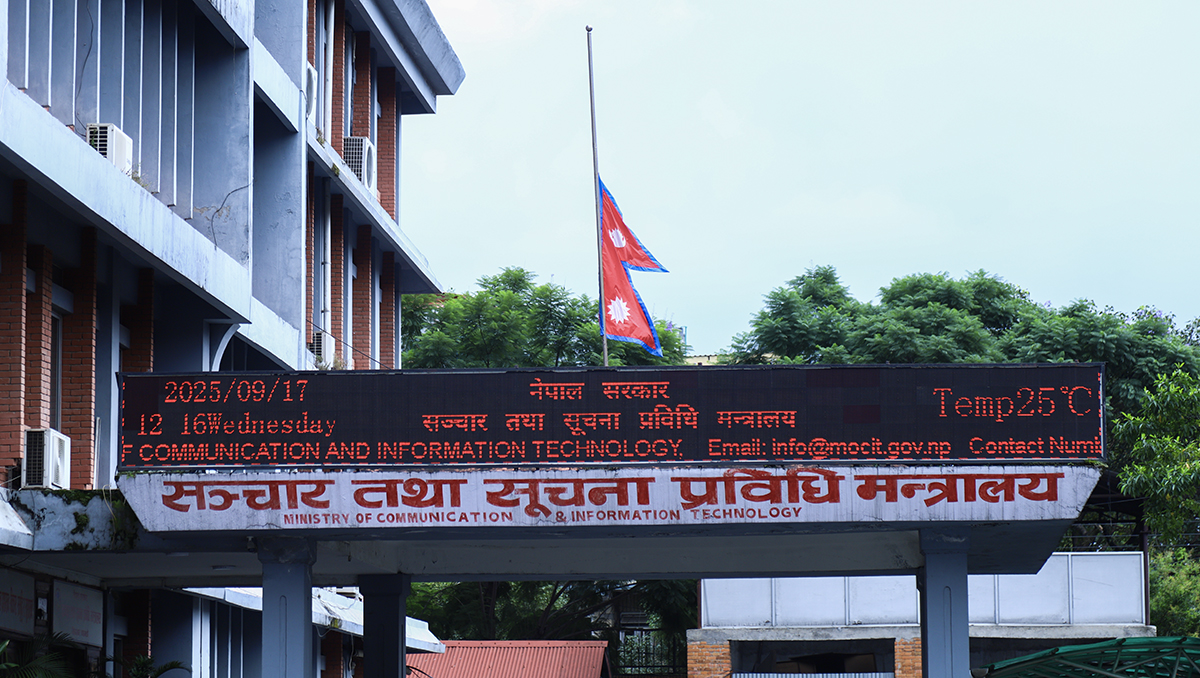 2025/09/17
नेपाल सरकार
Temp25°C
12 16Wednesday
सञ्चार तथा सूचना प्रविधि मन्त्रालय
F COMMUNICATION AND INFORMATION TECHNOLOGY. Email: info@mocit.gov.np Contact Numb
सञ्चार तथा सूचना प्रविधि मन्त्रालय
MINISTRY OF COMMUNICATION & INFORMATION TECHNOLOGY